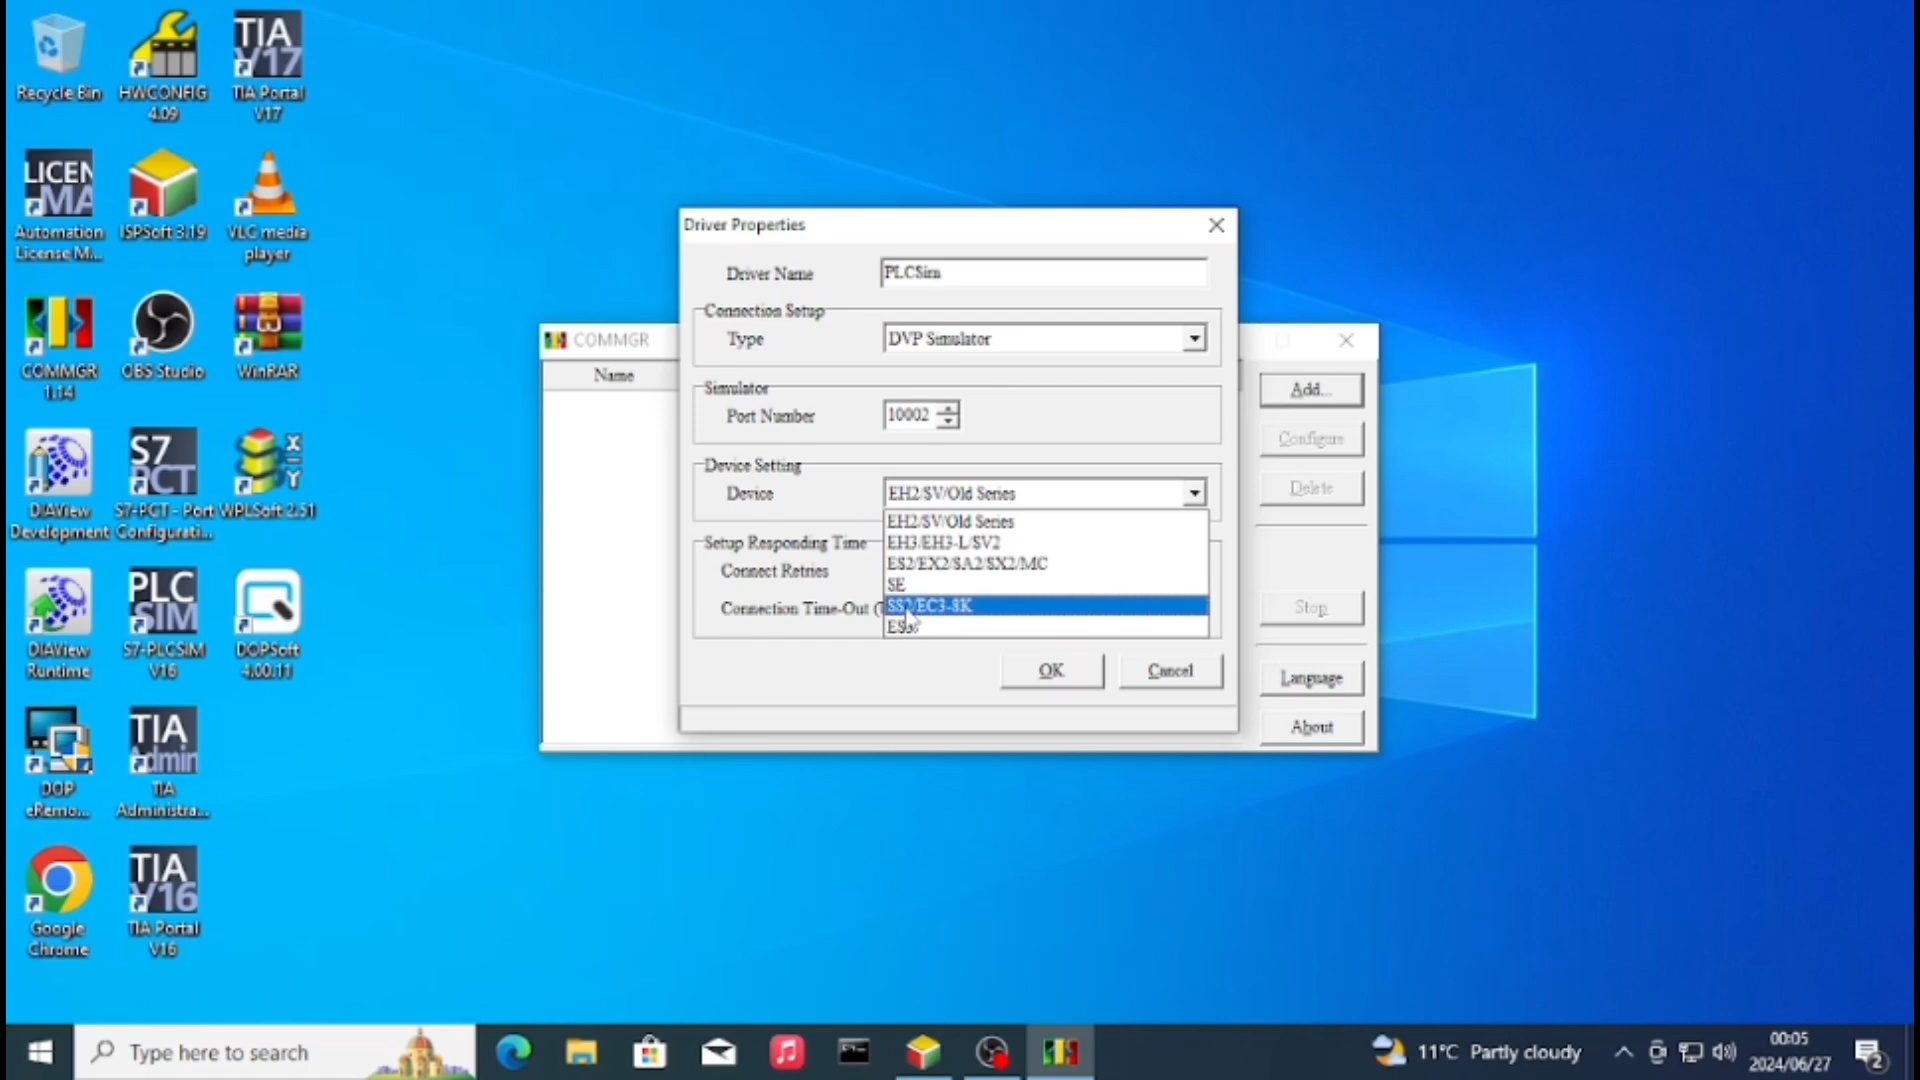 Recycle Bin
HWCONFIG
4.09
TIA
V17
TIA Portal
V17
LICEN
MA
Automation
License M...
ISPSoft 3.19
VLC media
player
COMMGR
1.14
OBS Studio
WinRAR
DIAView
Development
S7
PCT
S7-PCT - Port
Configurati...
X
Y
WPLSoft 2.51
DIAView
Runtime
PLC
SIM
S7-PLCSIM
V16
DOPSoft
4.00.11
DOP
eRemo...
TIA
Admin
TIA
Administra...
Google
Chrome
TIA
V16
TIA Portal
V16
COMMGR
Name
Add...
Configure
Delete
Stop
Language
About
Driver Properties
Driver Name
PLCSim
Connection Setup
Type
DVP Simulator
Simulator
Port Number
10002
Device Setting
Device
EH2/SV/Old Series
EH2/SV/Old Series
EH3/EH3-L/SV2
ES2/EX2/SA2/SX2/MC
SE
SS2/EC3-8K
Setup Responding Time
Connect Retries
Connection Time-Out (
OK
Cancel
Type here to search
11°C Partly cloudy
00:05
2024/06/27
2